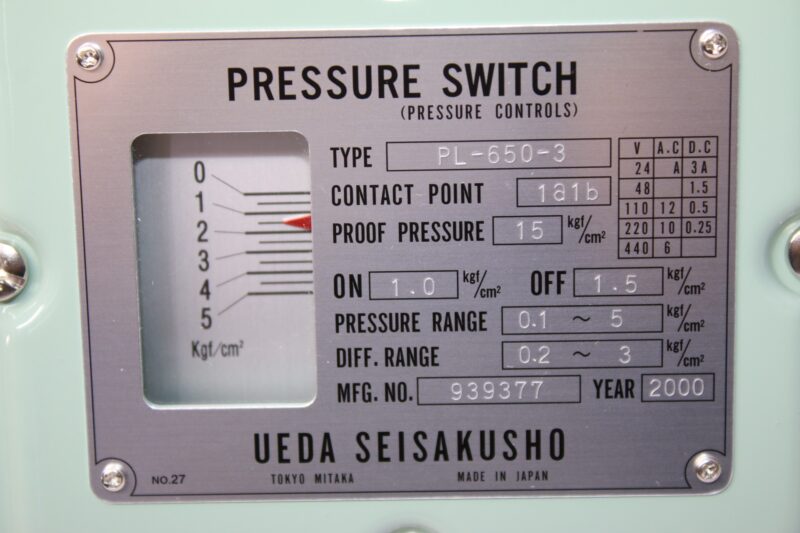 PRESSURE SWITCH
(PRESSURE CONTROLS)
TYPE PL-650-3
CONTACT POINT 1a1b
PROOF PRESSURE 15 kgf/cm²
V A.C D.C
24 A 3A
48 1.5
110 12 0.5
220 10 0.25
440 6
0
1
2
3
4
5
Kgf/cm²
ON 1.0 kgf/cm² OFF 1.5 kgf/cm²
PRESSURE RANGE 0.1 ~ 5 kgf/cm²
DIFF. RANGE 0.2 ~ 3 kgf/cm²
MFG. NO. 939377 YEAR 2000
UEDA SEISAKUSHO
NO.27 TOKYO MITAKA MADE IN JAPAN